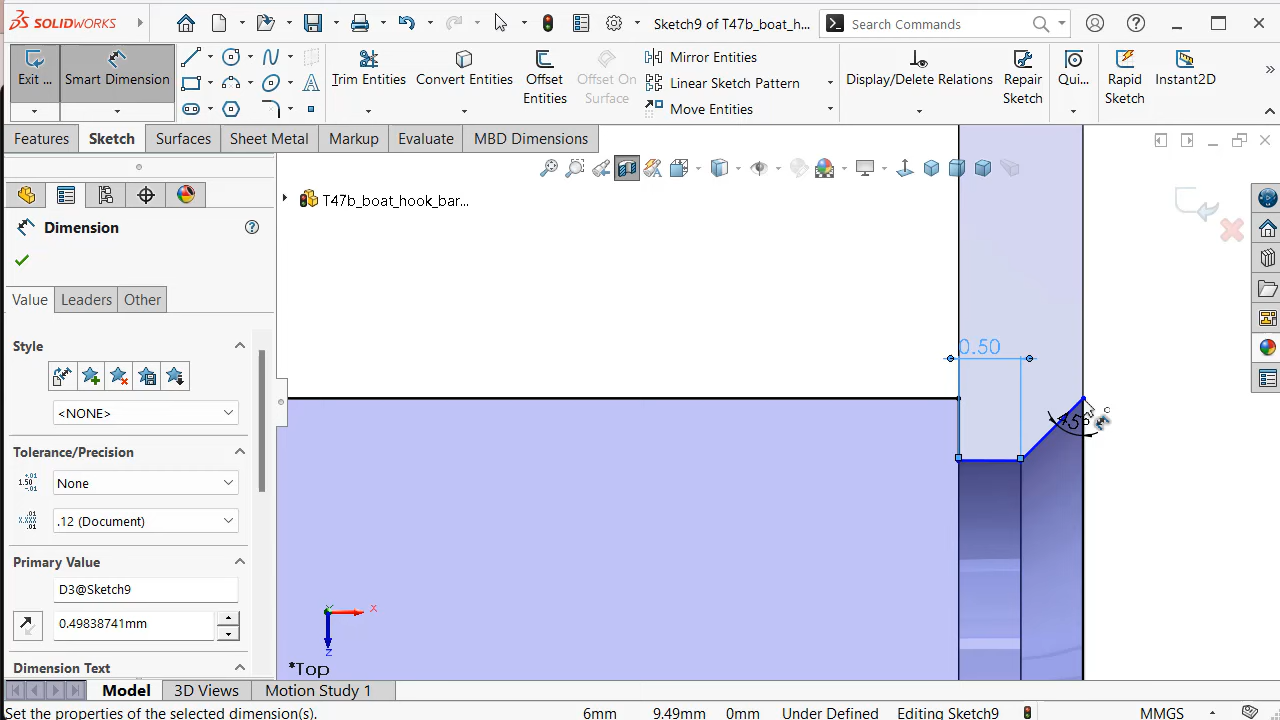 SOLIDWORKS
Sketch9 of T47b_boat_h...
Search Commands
Exit ...
Smart Dimension
Trim Entities
Convert Entities
Offset Entities
Offset On Surface
Mirror Entities
Linear Sketch Pattern
Move Entities
Display/Delete Relations
Repair Sketch
Qui...
Rapid Sketch
Instant2D
Features
Sketch
Surfaces
Sheet Metal
Markup
Evaluate
MBD Dimensions
T47b_boat_hook_bar...
Dimension
Value
Leaders
Other
Style
<NONE>
Tolerance/Precision
None
.12 (Document)
Primary Value
D3@Sketch9
0.49838741mm
Dimension Text
0.50
X
Y
Z
*Top
Model
3D Views
Motion Study 1
Set the properties of the selected dimension(s).
6mm
9.49mm
0mm
Under Defined
Editing Sketch9
MMGS